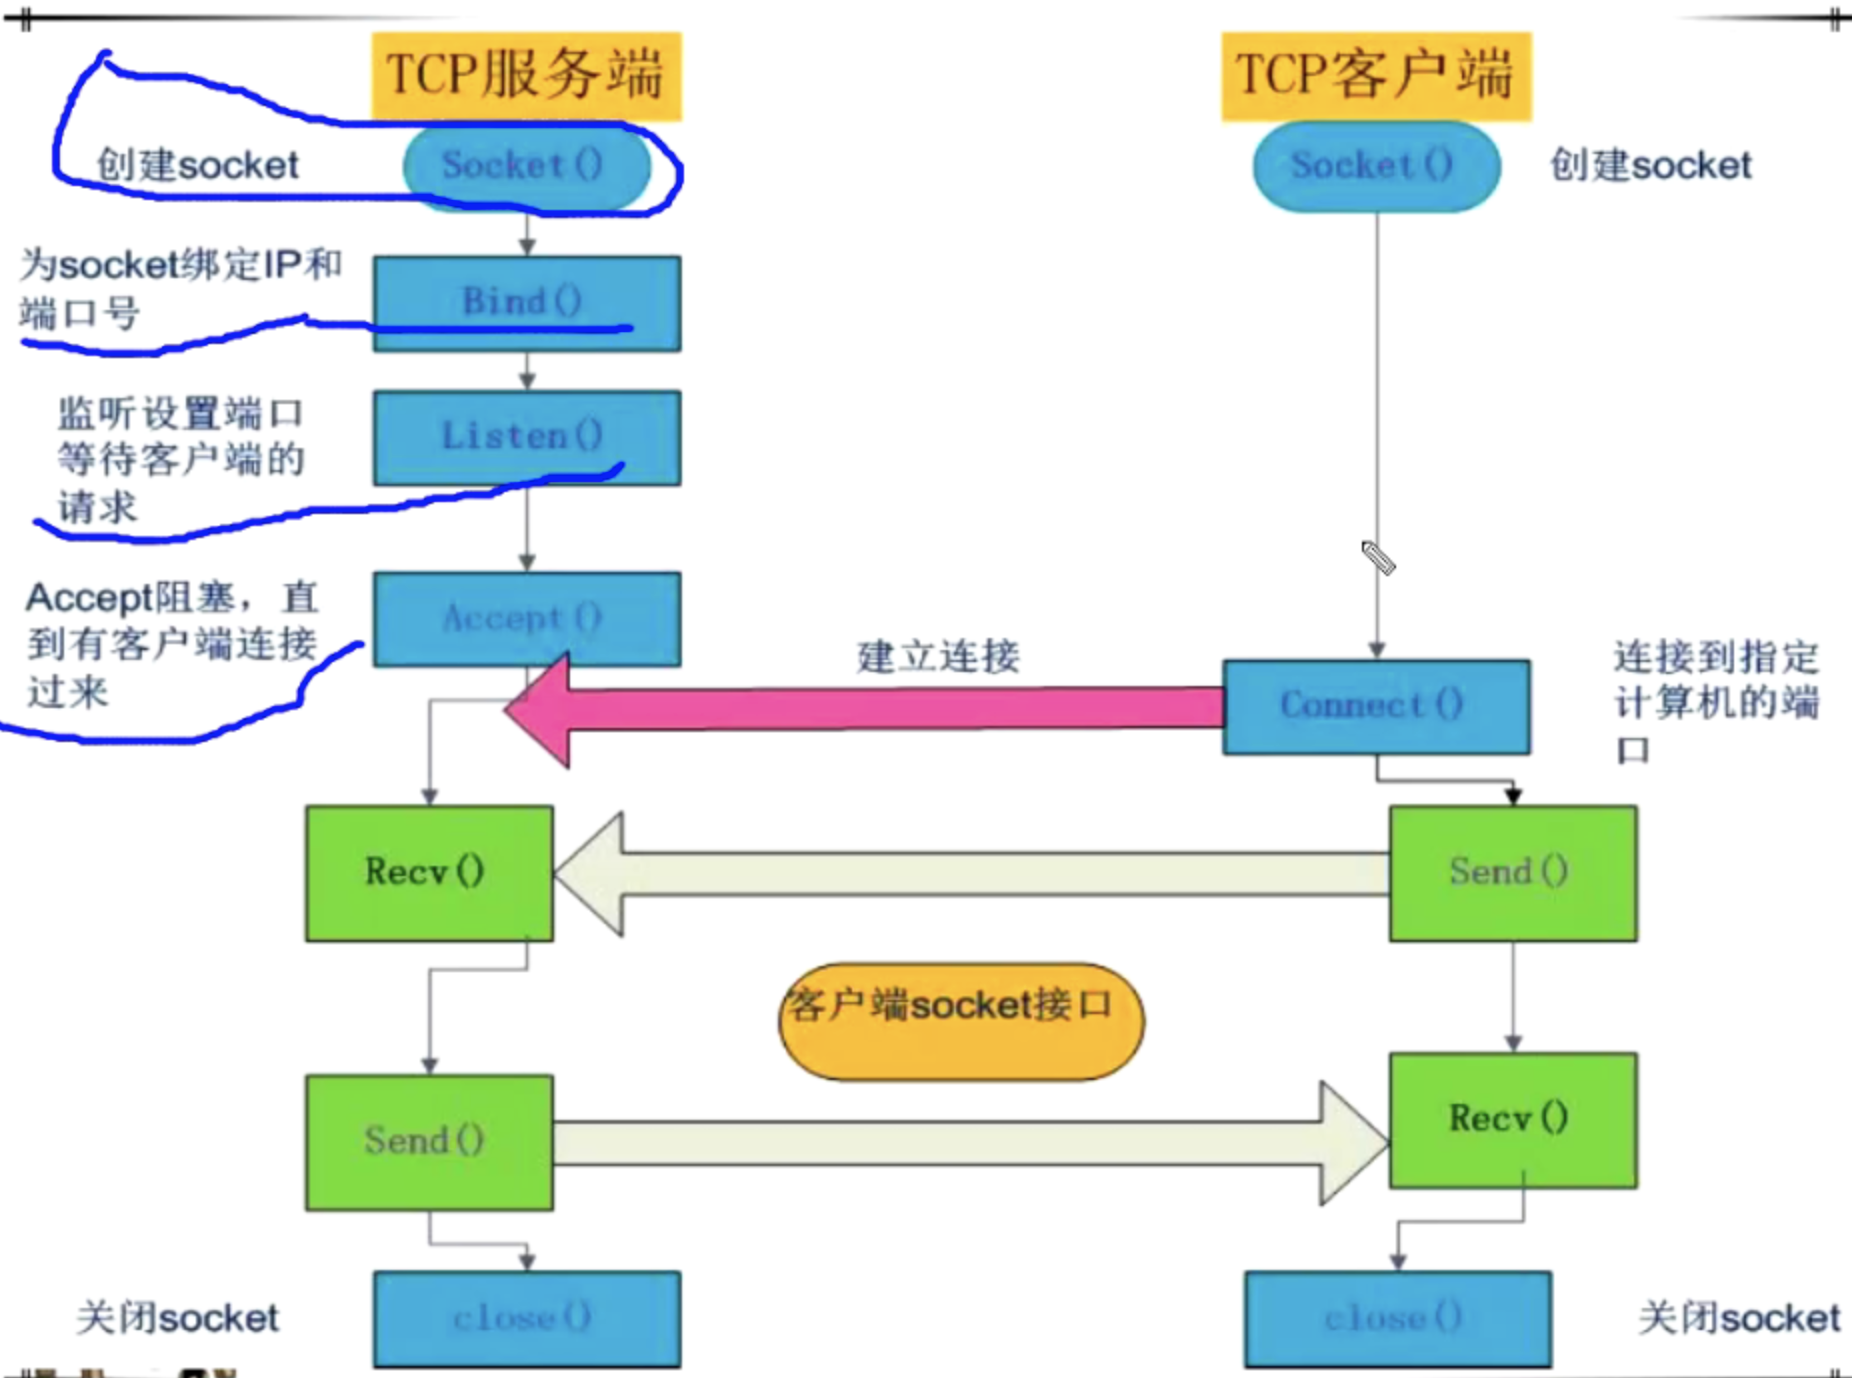 TCP服务端
TCP客户端
创建socket
Socket()
Socket()
创建socket
为socket绑定IP和
端口号
Bind()
监听设置端口
等待客户端的
请求
Listen()
Accept阻塞，直
到有客户端连接
过来
Accept()
建立连接
Connect()
连接到指定
计算机的端
口
Recv()
Send()
客户端socket接口
Send()
Recv()
关闭socket
close()
close()
关闭socket